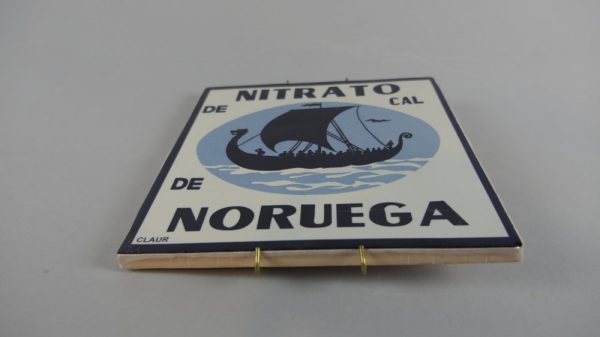 NITRATO
DE CAL
DE
NORUEGA
CLAUR